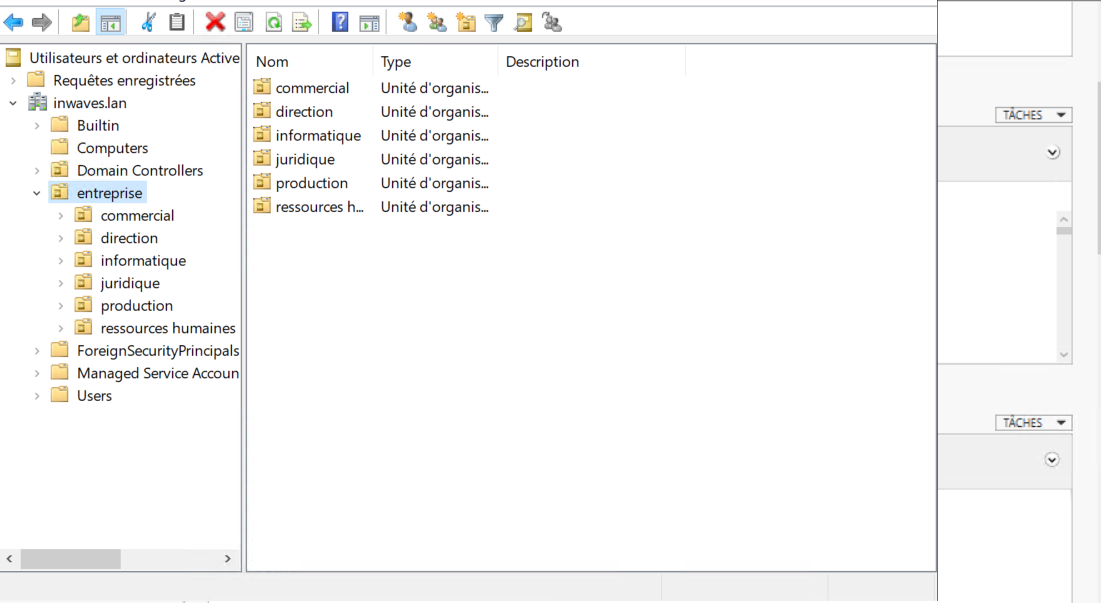 Utilisateurs et ordinateurs Active
Requêtes enregistrées
inwaves.lan
Builtin
Computers
Domain Controllers
entreprise
commercial
direction
informatique
juridique
production
ressources humaines
ForeignSecurityPrincipals
Managed Service Accoun
Users
Nom Type Description
commercial Unité d'organis...
direction Unité d'organis...
informatique Unité d'organis...
juridique Unité d'organis...
production Unité d'organis...
ressources h... Unité d'organis...
TÂCHES
TÂCHES